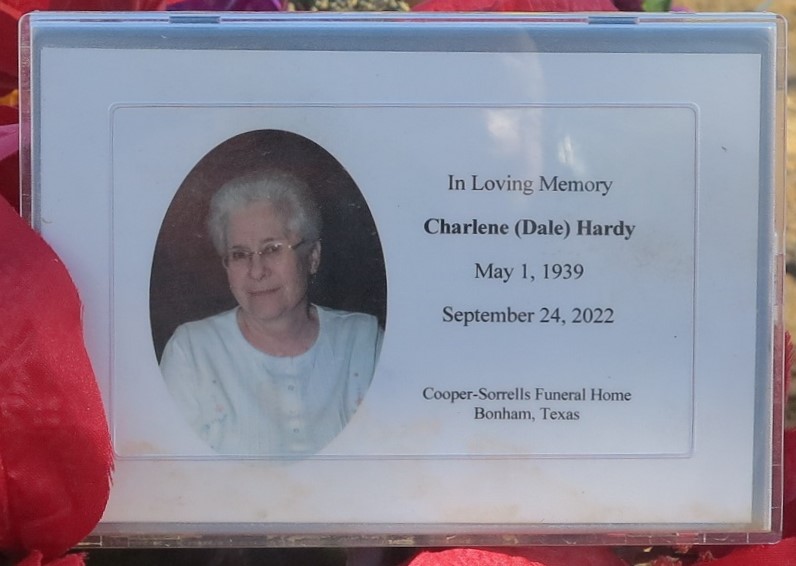 In Loving Memory
Charlene (Dale) Hardy
May 1, 1939
September 24, 2022
Cooper-Sorrells Funeral Home
Bonham, Texas